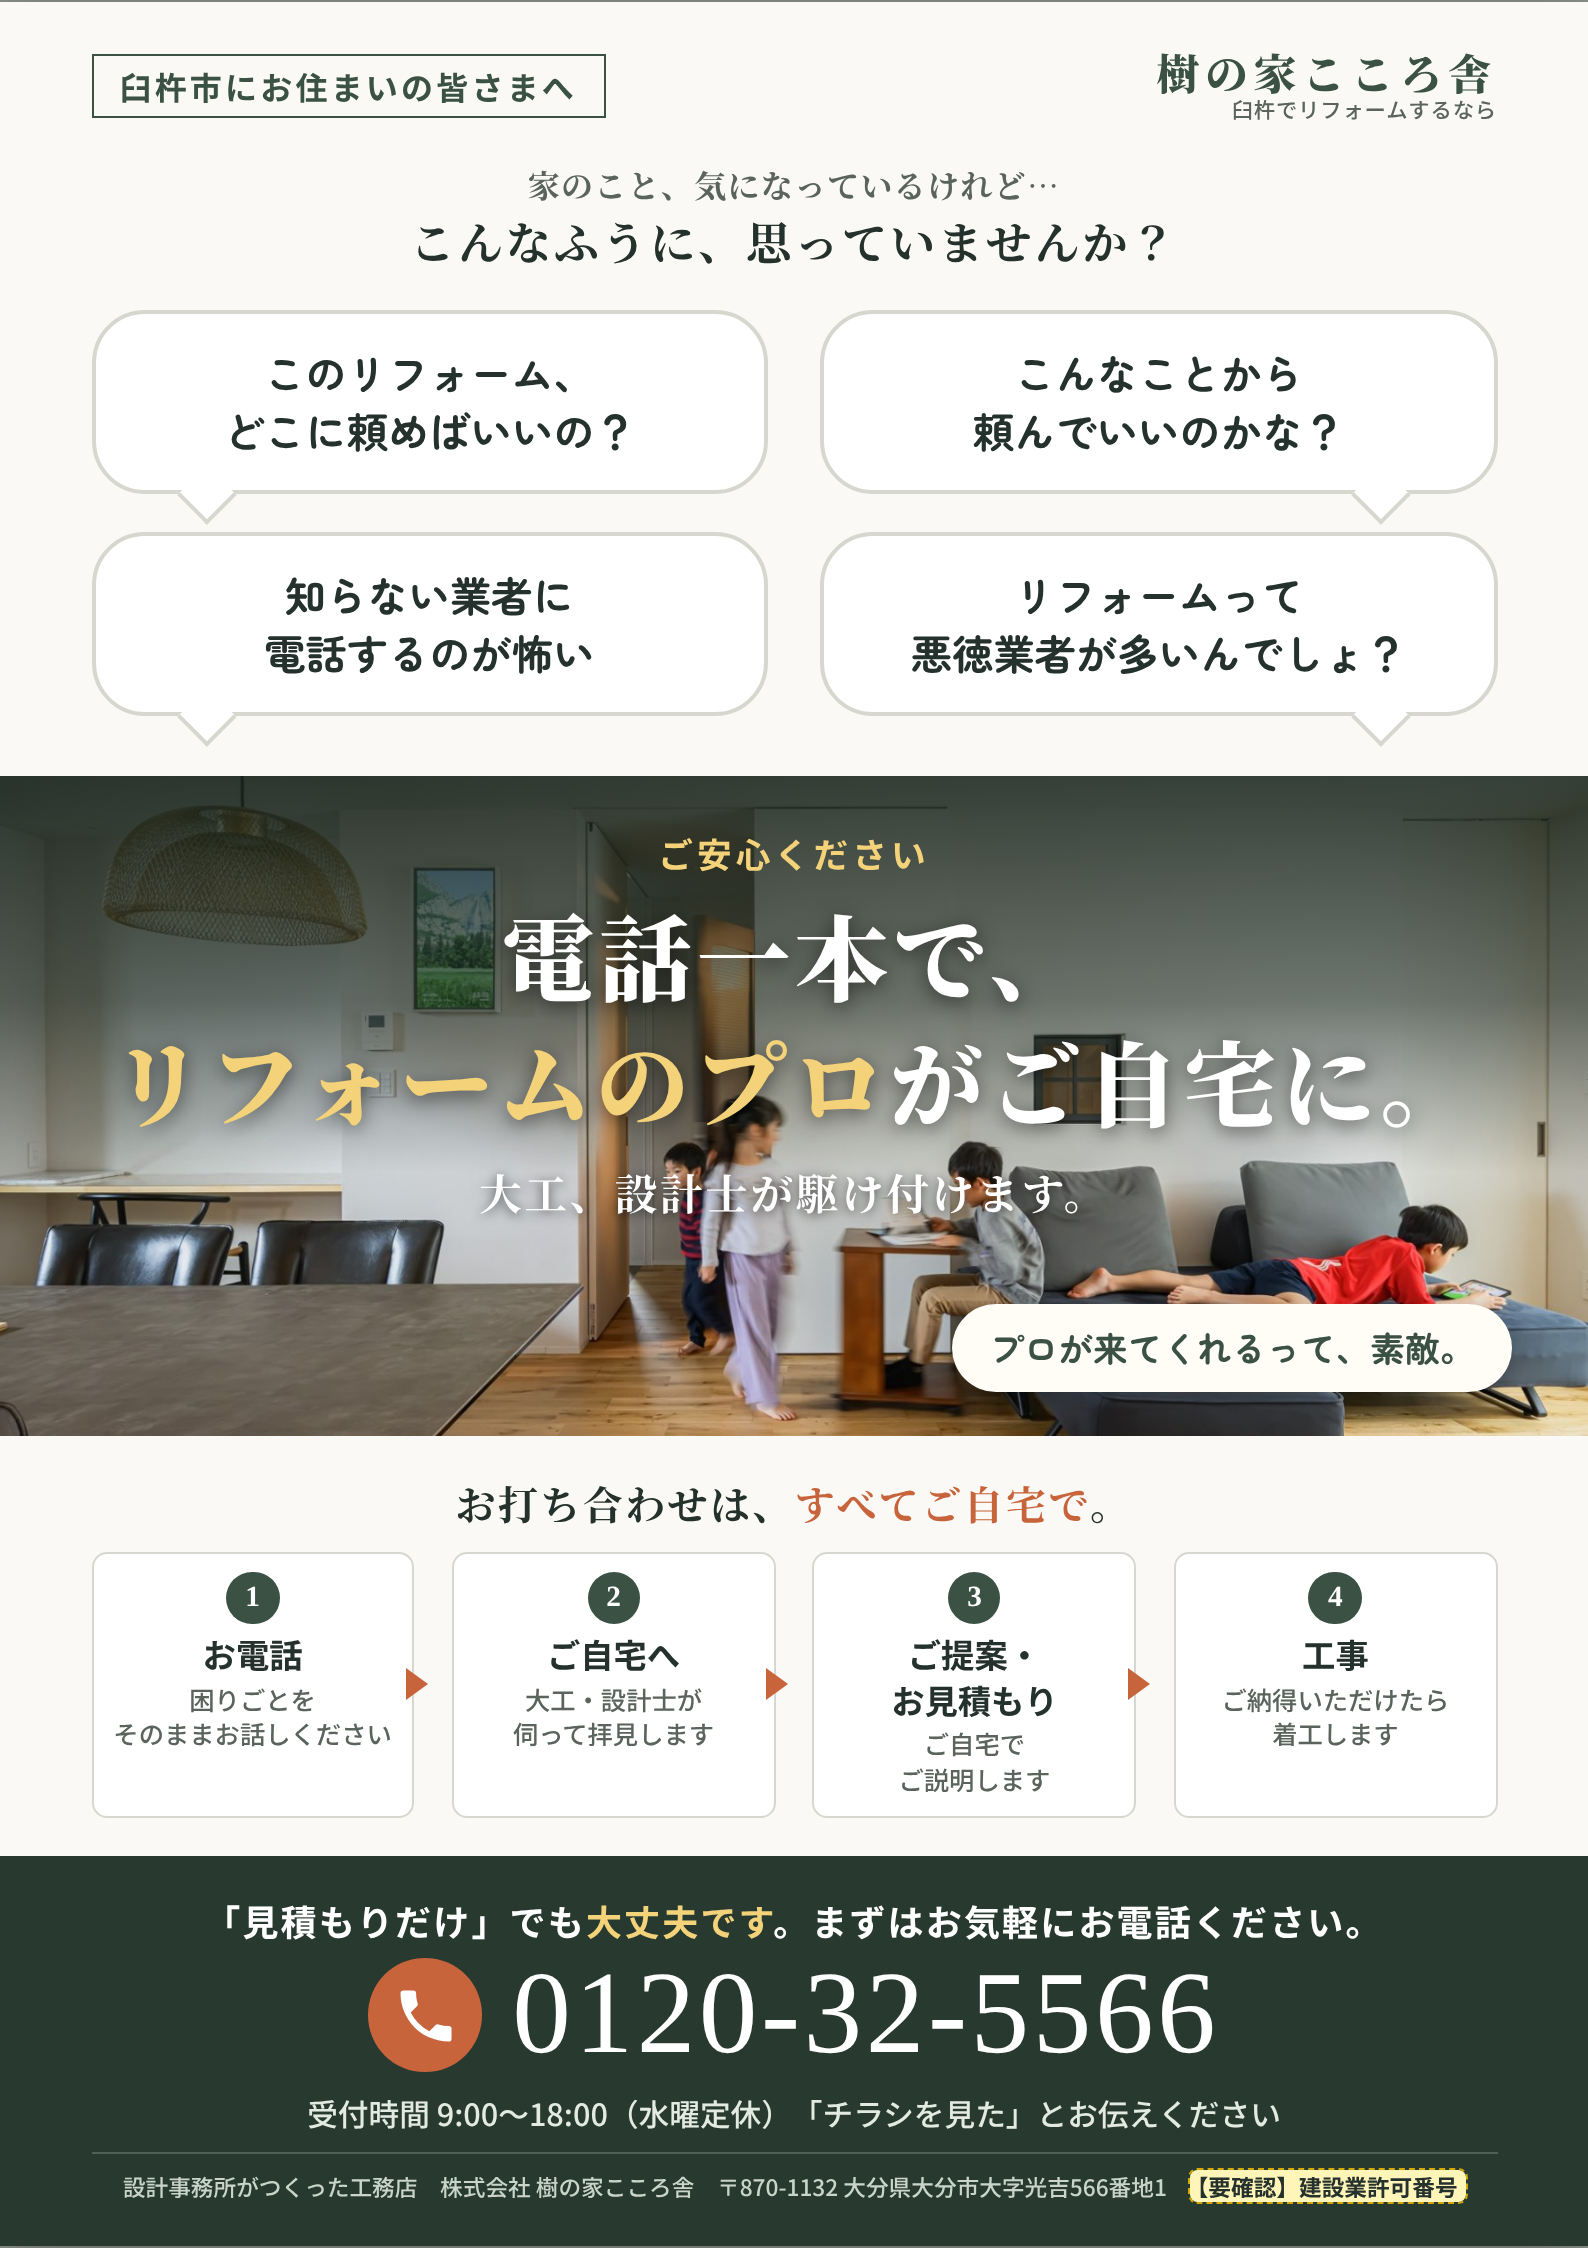 臼杵市にお住まいの皆さまへ
樹の家こころ舎
臼杵でリフォームするなら
家のこと、気になっているけれど…
こんなふうに、思っていませんか？
このリフォーム、
どこに頼めばいいの？
こんなことから
頼んでいいのかな？
知らない業者に
電話するのが怖い
リフォームって
悪徳業者が多いんでしょ？
ご安心ください
電話一本で、
リフォームのプロがご自宅に。
大工、設計士が駆け付けます。
プロが来てくれるって、素敵。
お打ち合わせは、すべてご自宅で。
1
お電話
困りごとを
そのままお話しください
2
ご自宅へ
大工・設計士が
伺って拝見します
3
ご提案・
お見積もり
ご自宅で
ご説明します
4
工事
ご納得いただけたら
着工します
「見積もりだけ」でも大丈夫です。まずはお気軽にお電話ください。
0120-32-5566
受付時間 9:00〜18:00（水曜定休）「チラシを見た」とお伝えください
設計事務所がつくった工務店　株式会社 樹の家こころ舎　〒870-1132 大分県大分市大字光吉566番地1　【要確認】建設業許可番号